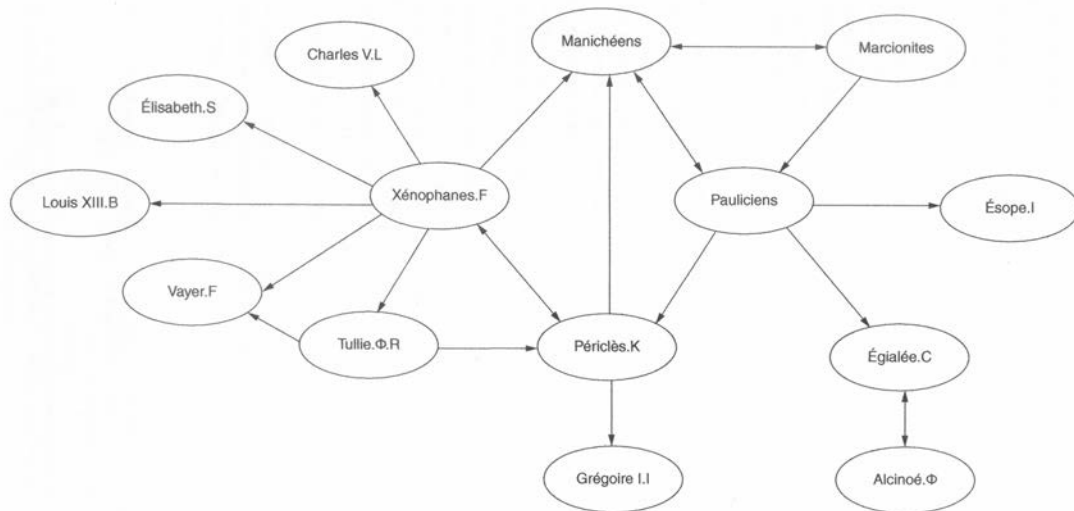 Manichéens
Marcionites
Charles V.L
Élisabeth.S
Xénophanes.F
Pauliciens
Louis XIII.B
Ésope.I
Vayer.F
Tullie.Φ.R
Périclès.K
Égialée.C
Grégoire I.I
Alcinoé.Φ